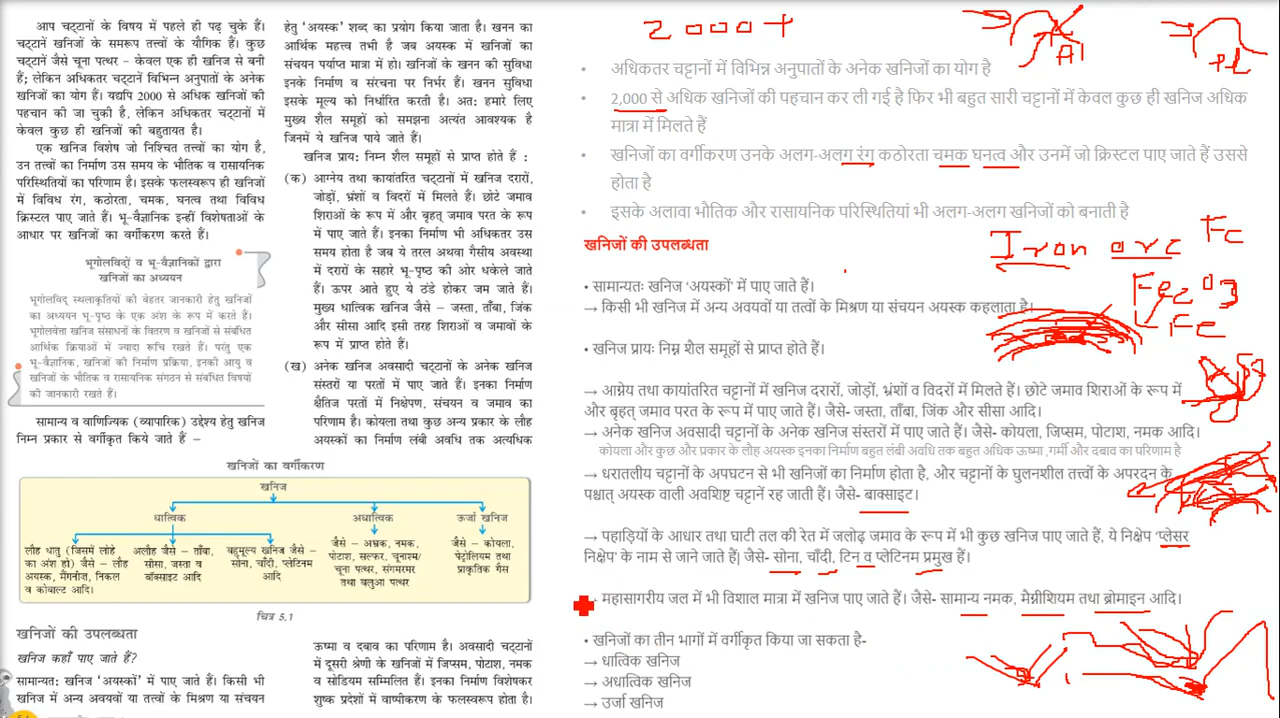 आप चट्टानों के विषय में पहले ही पढ़ चुके हैं।
चट्टानें खनिजों के समरूप तत्त्वों के यौगिक हैं। कुछ
चट्टानें जैसे चूना पत्थर – केवल एक ही खनिज से बनी
हैं; लेकिन अधिकतर चट्टानें विभिन्न अनुपातों के अनेक
खनिजों का योग हैं। यद्यपि 2000 से अधिक खनिजों की
पहचान की जा चुकी है, लेकिन अधिकतर चट्टानों में
केवल कुछ ही खनिजों की बहुतायत है।
एक खनिज विशेष जो निश्चित तत्त्वों का योग है,
उन तत्त्वों का निर्माण उस समय के भौतिक व रासायनिक
परिस्थितियों का परिणाम है। इसके फलस्वरूप ही खनिजों
में विविध रंग, कठोरता, चमक, घनत्व तथा विविध
क्रिस्टल पाए जाते हैं। भू-वैज्ञानिक इन्हीं विशेषताओं के
आधार पर खनिजों का वर्गीकरण करते हैं।
भूगोलविदों व भू-वैज्ञानिकों द्वारा
खनिजों का अध्ययन
भूगोलविद् स्थलाकृतियों की बेहतर जानकारी हेतु खनिजों
का अध्ययन भू-पृष्ठ के एक अंश के रूप में करते हैं।
भूगोलवेत्ता खनिज संसाधनों के वितरण व खनिजों से संबंधित
आर्थिक क्रियाओं में ज्यादा रूचि रखते हैं। परंतु एक
भू-वैज्ञानिक, खनिजों की निर्माण प्रक्रिया, इनकी आयु व
खनिजों के भौतिक व रासायनिक संगठन से संबंधित विषयों
की जानकारी रखते हैं।
सामान्य व वाणिज्यिक (व्यापारिक) उद्देश्य हेतु खनिज
निम्न प्रकार से वर्गीकृत किये जाते हैं –
हेतु 'अयस्क' शब्द का प्रयोग किया जाता है। खनन का
आर्थिक महत्त्व तभी है जब अयस्क में खनिजों का
संचयन पर्याप्त मात्रा में हो। खनिजों के खनन की सुविधा
इनके निर्माण व संरचना पर निर्भर है। खनन सुविधा
इसके मूल्य को निर्धारित करती है। अत: हमारे लिए
मुख्य शैल समूहों को समझना अत्यंत आवश्यक है
जिनमें ये खनिज पाये जाते हैं।
खनिज प्राय: निम्न शैल समूहों से प्राप्त होते हैं :
(क) आग्नेय तथा कायांतरित चट्टानों में खनिज दरारों,
जोड़ों, भ्रंशों व विदरों में मिलते हैं। छोटे जमाव
शिराओं के रूप में और बृहत् जमाव परत के रूप
में पाए जाते हैं। इनका निर्माण भी अधिकतर उस
समय होता है जब ये तरल अथवा गैसीय अवस्था
में दरारों के सहारे भू-पृष्ठ की ओर धकेले जाते
हैं। ऊपर आते हुए ये ठंडे होकर जम जाते हैं।
मुख्य धात्विक खनिज जैसे – जस्ता, ताँबा, जिंक
और सीसा आदि इसी तरह शिराओं व जमावों के
रूप में प्राप्त होते हैं।
(ख) अनेक खनिज अवसादी चट्टानों के अनेक खनिज
संस्तरों या परतों में पाए जाते हैं। इनका निर्माण
क्षैतिज परतों में निक्षेपण, संचयन व जमाव का
परिणाम है। कोयला तथा कुछ अन्य प्रकार के लौह
अयस्कों का निर्माण लंबी अवधि तक अत्यधिक
खनिजों का वर्गीकरण
खनिज
धात्विक अधात्विक ऊर्जा खनिज
लौह धातु (जिसमें लोहे
का अंश हो) जैसे – लौह
अयस्क, मैंगनीज, निकल
व कोबाल्ट आदि।
अलौह जैसे – ताँबा,
सीसा, जस्ता व
बॉक्साइट आदि
बहुमूल्य खनिज जैसे –
सोना, चाँदी, प्लेटिनम
आदि
जैसे – अभ्रक, नमक,
पोटाश, सल्फर, चूनाश्म/
चूना पत्थर, संगमरमर
तथा बलुआ पत्थर
जैसे – कोयला,
पेट्रोलियम तथा
प्राकृतिक गैस
चित्र 5.1
खनिजों की उपलब्धता
खनिज कहाँ पाए जाते हैं?
सामान्यत: खनिज 'अयस्कों' में पाए जाते हैं। किसी भी
खनिज में अन्य अवयवों या तत्त्वों के मिश्रण या संचयन
ऊष्मा व दबाव का परिणाम है। अवसादी चट्टानों
में दूसरी श्रेणी के खनिजों में जिप्सम, पोटाश, नमक
व सोडियम सम्मिलित हैं। इनका निर्माण विशेषकर
शुष्क प्रदेशों में वाष्पीकरण के फलस्वरूप होता है।
2000+
Al
• अधिकतर चट्टानों में विभिन्न अनुपातों के अनेक खनिजों का योग है
• 2,000 से अधिक खनिजों की पहचान कर ली गई है फिर भी बहुत सारी चट्टानों में केवल कुछ ही खनिज अधिक
मात्रा में मिलते हैं
• खनिजों का वर्गीकरण उनके अलग-अलग रंग कठोरता चमक घनत्व और उनमें जो क्रिस्टल पाए जाते हैं उससे
होता है
• इसके अलावा भौतिक और रासायनिक परिस्थितियां भी अलग-अलग खनिजों को बनाती है
खनिजों की उपलब्धता
Iron arc Fe
Fe2O3
Fe
• सामान्यतः खनिज 'अयस्कों' में पाए जाते हैं।
→ किसी भी खनिज में अन्य अवयवों या तत्वों के मिश्रण या संचयन अयस्क कहलाता है।
• खनिज प्रायः निम्न शैल समूहों से प्राप्त होते हैं।
→ आग्नेय तथा कायांतरित चट्टानों में खनिज दरारों, जोड़ों, भ्रंशों व विदरों में मिलते हैं। छोटे जमाव शिराओं के रूप में
और बृहत् जमाव परत के रूप में पाए जाते हैं। जैसे- जस्ता, ताँबा, जिंक और सीसा आदि।
→ अनेक खनिज अवसादी चट्टानों के अनेक खनिज संस्तरों में पाए जाते हैं। जैसे- कोयला, जिप्सम, पोटाश, नमक आदि।
कोयला और कुछ और प्रकार के लौह अयस्क इनका निर्माण बहुत लंबी अवधि तक बहुत अधिक ऊष्मा ,गर्मी और दबाव का परिणाम है
→ धरातलीय चट्टानों के अपघटन से भी खनिजों का निर्माण होता है, और चट्टानों के घुलनशील तत्त्वों के अपरदन के
पश्चात् अयस्क वाली अवशिष्ट चट्टानें रह जाती हैं। जैसे- बाक्साइट।
→ पहाड़ियों के आधार तथा घाटी तल की रेत में जलोढ़ जमाव के रूप में भी कुछ खनिज पाए जाते हैं, ये निक्षेप 'प्लेसर
निक्षेप' के नाम से जाने जाते हैं| जैसे- सोना, चाँदी, टिन व प्लेटिनम प्रमुख हैं।
महासागरीय जल में भी विशाल मात्रा में खनिज पाए जाते हैं। जैसे- सामान्य नमक, मैग्नीशियम तथा ब्रोमाइन आदि।
• खनिजों का तीन भागों में वर्गीकृत किया जा सकता है-
→ धात्विक खनिज
→ अधात्विक खनिज
→ उर्जा खनिज